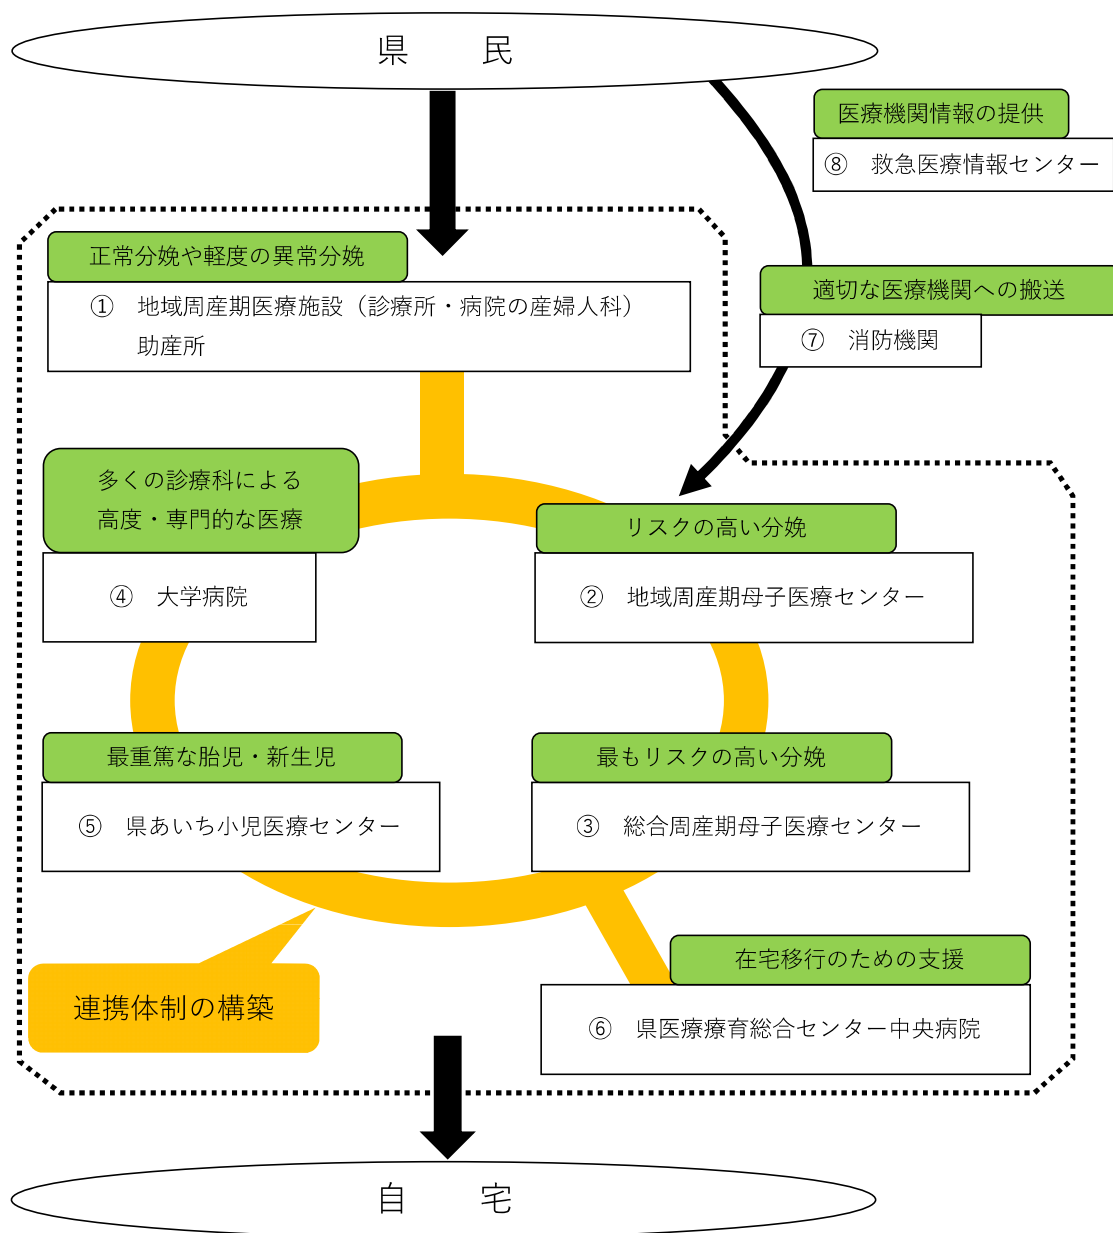 県　民
医療機関情報の提供
⑧　救急医療情報センター
正常分娩や軽度の異常分娩
①　地域周産期医療施設（診療所・病院の産婦人科）
助産所
適切な医療機関への搬送
⑦　消防機関
多くの診療科による
高度・専門的な医療
④　大学病院
リスクの高い分娩
②　地域周産期母子医療センター
最重篤な胎児・新生児
⑤　県あいち小児医療センター
最もリスクの高い分娩
③　総合周産期母子医療センター
連携体制の構築
在宅移行のための支援
⑥　県医療療育総合センター中央病院
自　宅